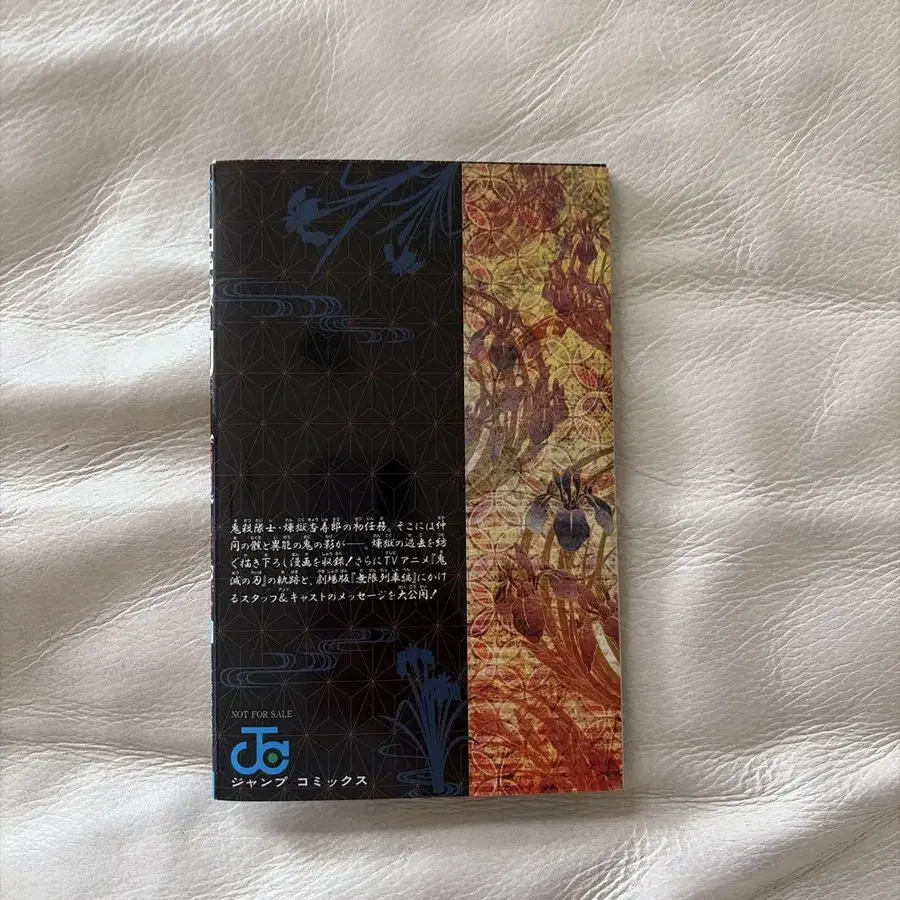 鬼殺隊士・煉獄杏寿郎の初任務。そこには仲
間の骸と異能の鬼の影が――。煉獄の過去を紡
ぐ描き下ろし漫画を収録!さらにTVアニメ『鬼
滅の刃』の軌跡と、劇場版『無限列車編』にかけ
るスタッフ&キャストのメッセージを大公開!
NOT FOR SALE
ジャンプ コミックス